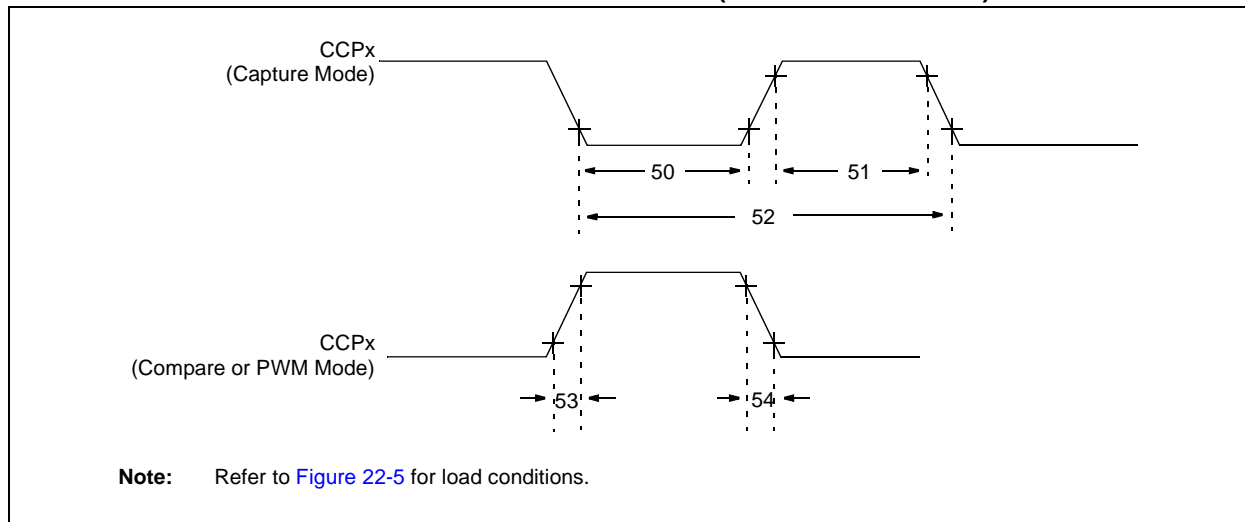 CCPx
(Capture Mode)
50
51
52
CCPx
(Compare or PWM Mode)
53
54
Note: Refer to Figure 22-5 for load conditions.